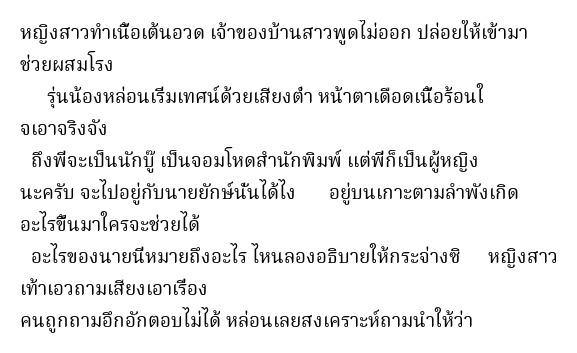 หญิงสาวทำเนื้อเต้นอวด เจ้าของบ้านสาวพูดไม่ออก ปล่อยให้เข้ามา
ช่วยผสมโรง
รุ่นน้องหล่อนเริ่มเทศน์ด้วยเสียงต่ำ หน้าตาเดือดเนื้อร้อนใ
จเอาจริงจัง
ถึงพี่จะเป็นนักบู๊ เป็นจอมโหดสำนักพิมพ์ แต่พี่ก็เป็นผู้หญิง
นะครับ จะไปอยู่กับนายยักษ์นั่นได้ไง อยู่บนเกาะตามลำพังเกิด
อะไรขึ้นมาใครจะช่วยได้
อะไรของนายนี่หมายถึงอะไร ไหนลองอธิบายให้กระจ่างซิ หญิงสาว
เท้าเอวถามเสียงเอาเรื่อง
คนถูกถามอึกอักตอบไม่ได้ หล่อนเลยสงเคราะห์ถามนำให้ว่า